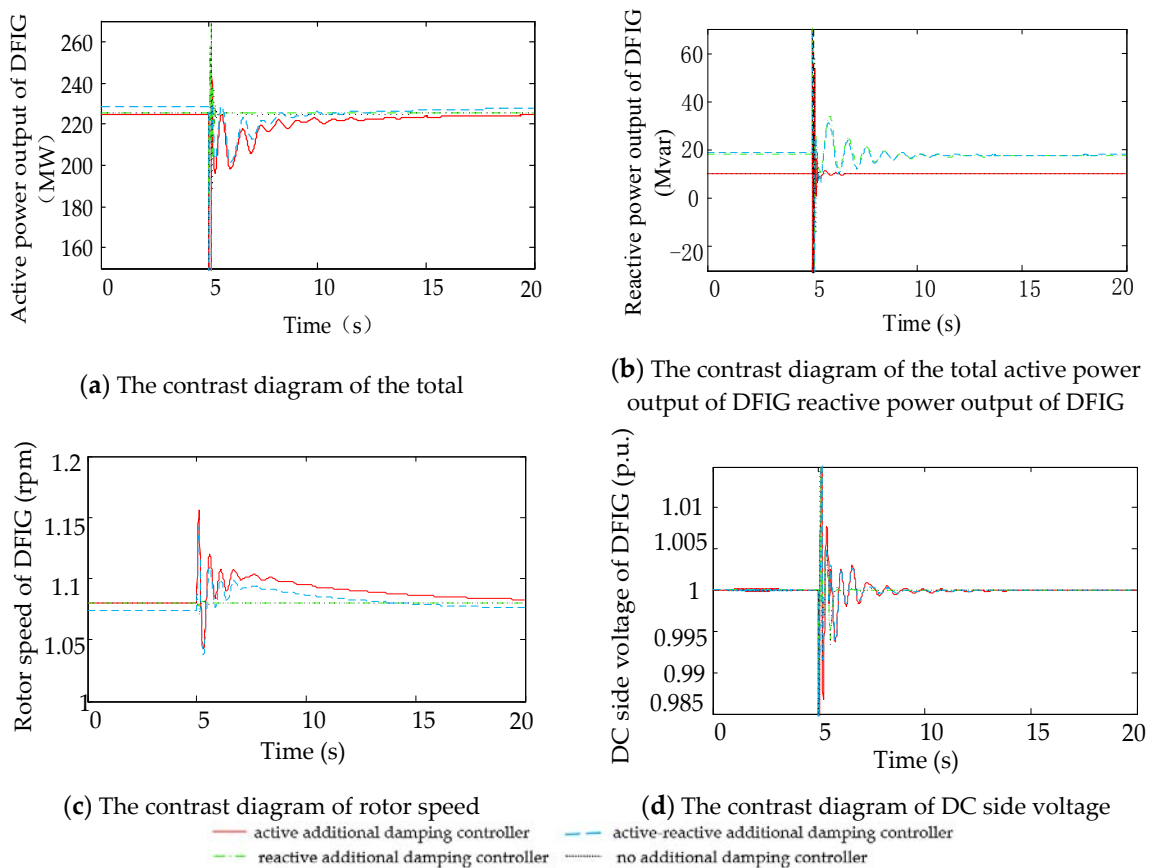 Active power output of DFIG
（MW）
260
240
220
200
180
160
0 5 10 15 20
Time（s）
(a) The contrast diagram of the total
Reactive power output of DFIG
(Mvar)
60
40
20
0
−20
0 5 10 15 20
Time (s)
(b) The contrast diagram of the total active power
output of DFIG reactive power output of DFIG
Rotor speed of DFIG (rpm)
1.2
1.15
1.1
1.05
1
0 5 10 15 20
Time (s)
(c) The contrast diagram of rotor speed
DC side voltage of DFIG (p.u.)
1.01
1.005
1
0.995
0.99
0.985
0 5 10 15 20
Time (s)
(d) The contrast diagram of DC side voltage
active additional damping controller
active-reactive additional damping controller
reactive additional damping controller
no additional damping controller